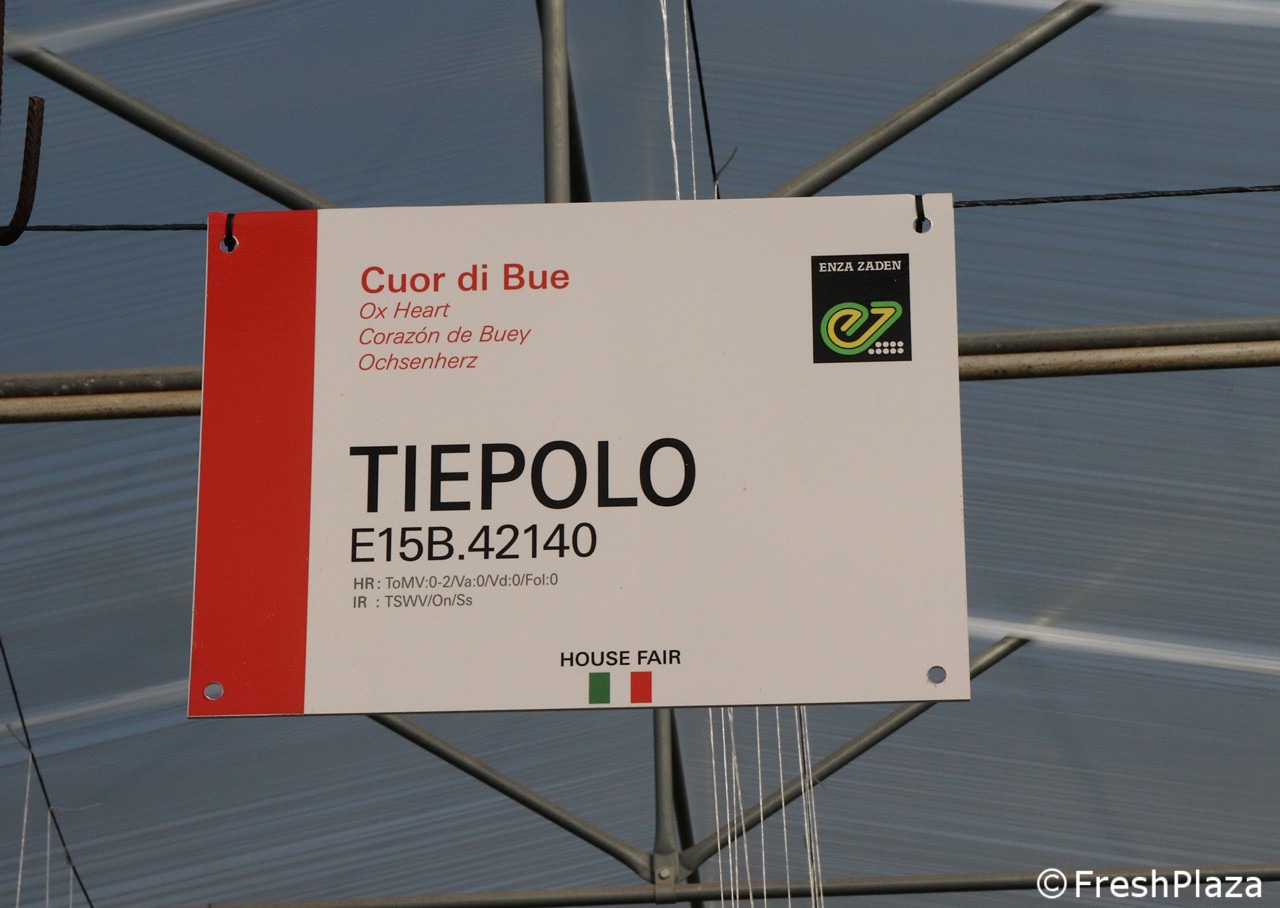 Cuor di Bue
Ox Heart
Corazón de Buey
Ochsenherz
ENZA ZADEN
TIEPOLO
E15B.42140
HR : ToMV:0-2/Va:0/Vd:0/Fol:0
IR : TSWV/On/Ss
HOUSE FAIR
©FreshPlaza